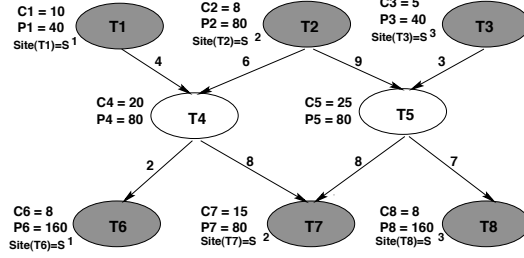 C1 = 10
P1 = 40
Site(T1)=S 1
T1
C2 = 8
P2 = 80
Site(T2)=S 2
T2
C3 = 5
P3 = 40
Site(T3)=S 3
T3
4
6
9
3
C4 = 20
P4 = 80
T4
C5 = 25
P5 = 80
T5
2
8
8
7
C6 = 8
P6 = 160
Site(T6)=S 1
T6
C7 = 15
P7 = 80
Site(T7)=S 2
T7
C8 = 8
P8 = 160
Site(T8)=S 3
T8